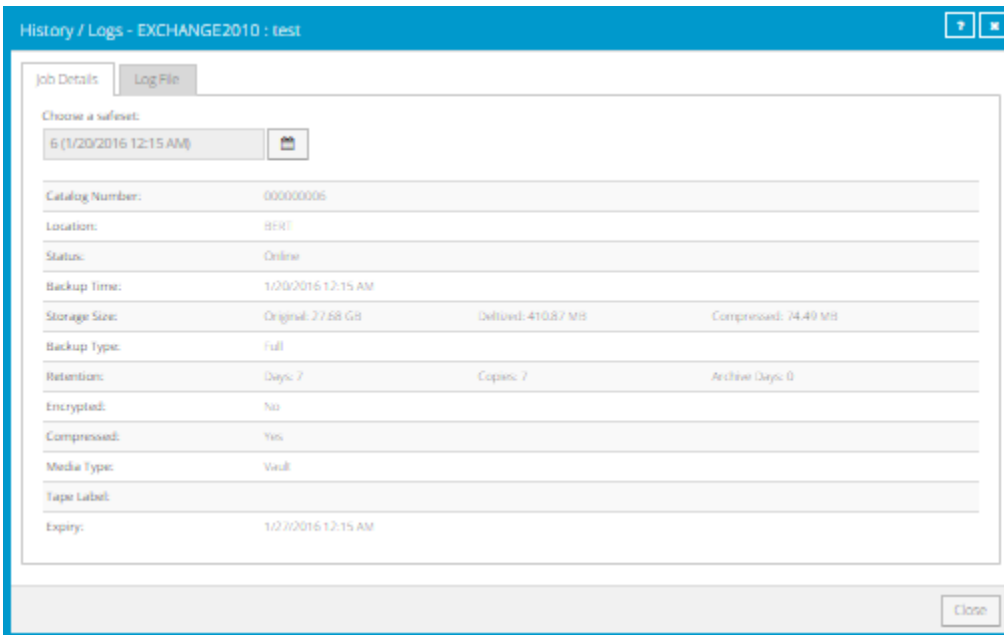 History / Logs - EXCHANGE2010 : test ? ×
Job Details Log File
Choose a safeset:
6 (1/20/2016 12:15 AM)
Catalog Number: 000000006
Location: BERT
Status: Online
Backup Time: 1/20/2016 12:15 AM
Storage Size: Original: 27.68 GB Deltized: 410.87 MB Compressed: 74.49 MB
Backup Type: Full
Retention: Days: 7 Copies: 7 Archive Days: 0
Encrypted: No
Compressed: Yes
Media Type: Vault
Tape Label:
Expiry: 1/27/2016 12:15 AM
Close